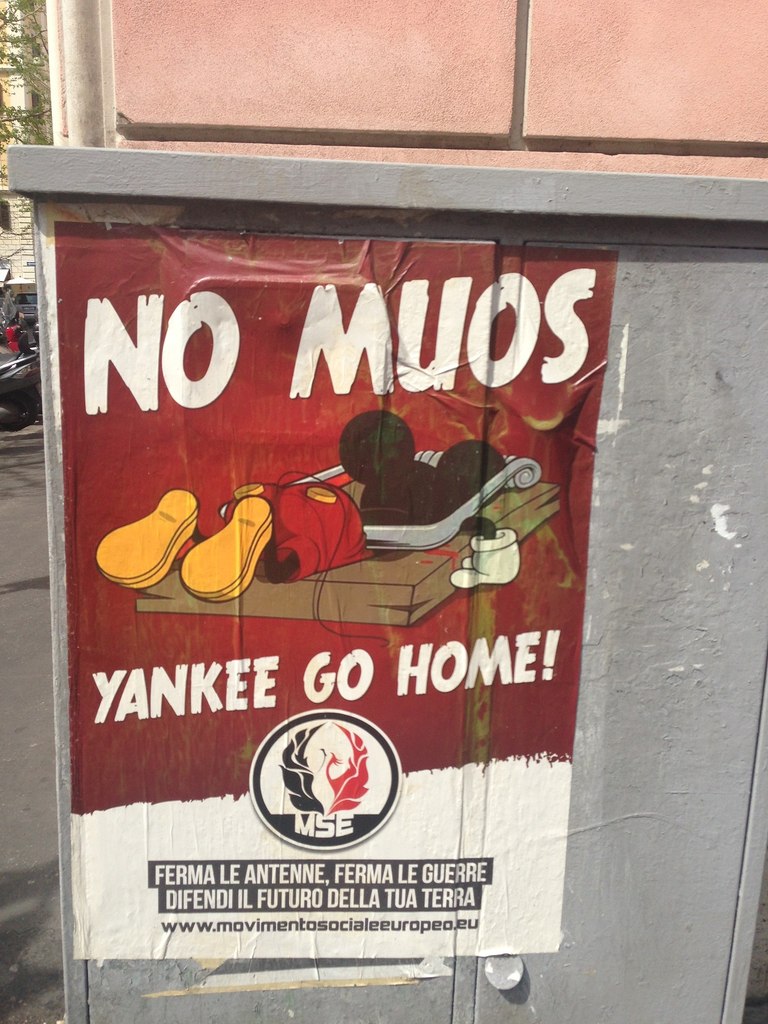 NO MUOS
YANKEE GO HOME!
MSE
FERMA LE ANTENNE, FERMA LE GUERRE
DIFENDI IL FUTURO DELLA TUA TERRA
www.movimentosocialeeuropeo.eu